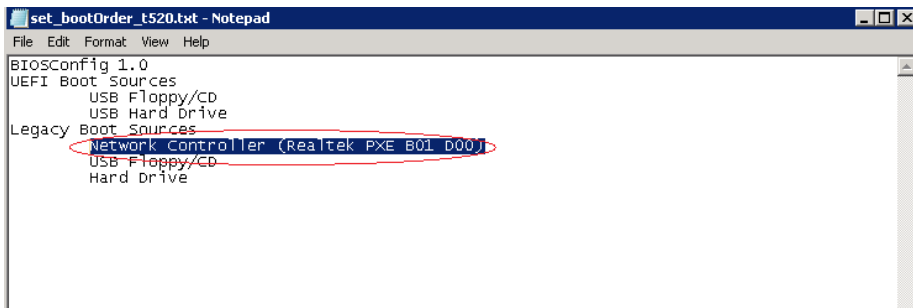 set_bootOrder_t520.txt - Notepad
File Edit Format View Help
BIOSConfig 1.0
UEFI Boot Sources
USB Floppy/CD
USB Hard Drive
Legacy Boot Sources
Network Controller (Realtek PXE B01 D00)
USB Floppy/CD
Hard Drive